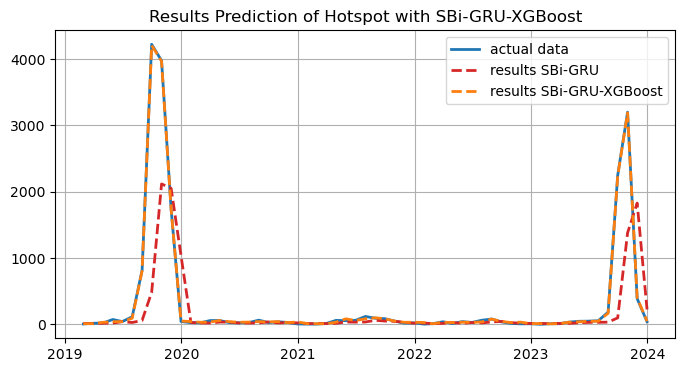 Results Prediction of Hotspot with SBi-GRU-XGBoost
actual data
results SBi-GRU
results SBi-GRU-XGBoost
4000
3000
2000
1000
0
2019 2020 2021 2022 2023 2024